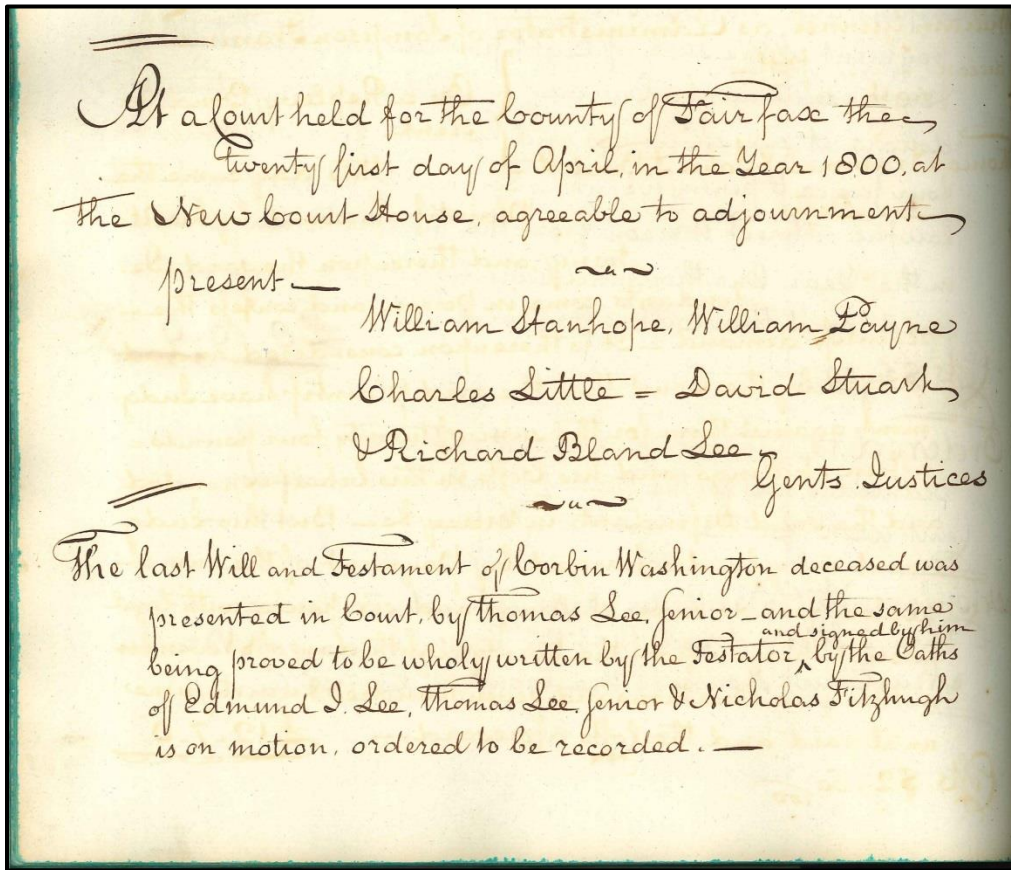 At a Court held for the County of Fairfax the
twenty first day of April, in the Year 1800, at
the New Court House, agreeable to adjournment
present —
William Stanhope, William Payne
Charles Little = David Stuart
& Richard Bland Lee
Gents. Justices
The last Will and Testament of Corbin Washington deceased was
presented in Court, by Thomas Lee, Senior — and the same
and signed by him
being proved to be wholy written by the Testator ^ by the Oaths
of Edmund I. Lee, Thomas Lee, Senior & Nicholas Fitzhugh
is on motion, ordered to be recorded. —